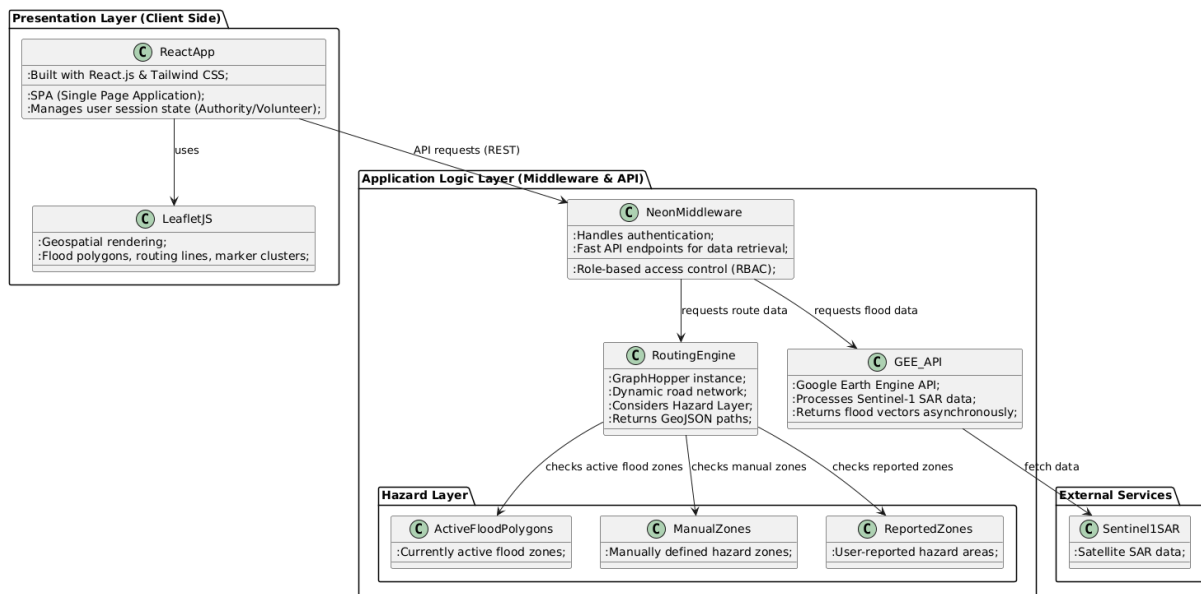 Presentation Layer (Client Side)
C ReactApp
:Built with React.js & Tailwind CSS;
:SPA (Single Page Application);
:Manages user session state (Authority/Volunteer);
uses
API requests (REST)
C LeafletJS
:Geospatial rendering;
:Flood polygons, routing lines, marker clusters;
Application Logic Layer (Middleware & API)
C NeonMiddleware
:Handles authentication;
:Fast API endpoints for data retrieval;
:Role-based access control (RBAC);
requests route data
requests flood data
C RoutingEngine
:GraphHopper instance;
:Dynamic road network;
:Considers Hazard Layer;
:Returns GeoJSON paths;
C GEE_API
:Google Earth Engine API;
:Processes Sentinel-1 SAR data;
:Returns flood vectors asynchronously;
checks active flood zones
checks manual zones
checks reported zones
fetch data
Hazard Layer
C ActiveFloodPolygons
:Currently active flood zones;
C ManualZones
:Manually defined hazard zones;
C ReportedZones
:User-reported hazard areas;
External Services
C Sentinel1SAR
:Satellite SAR data;